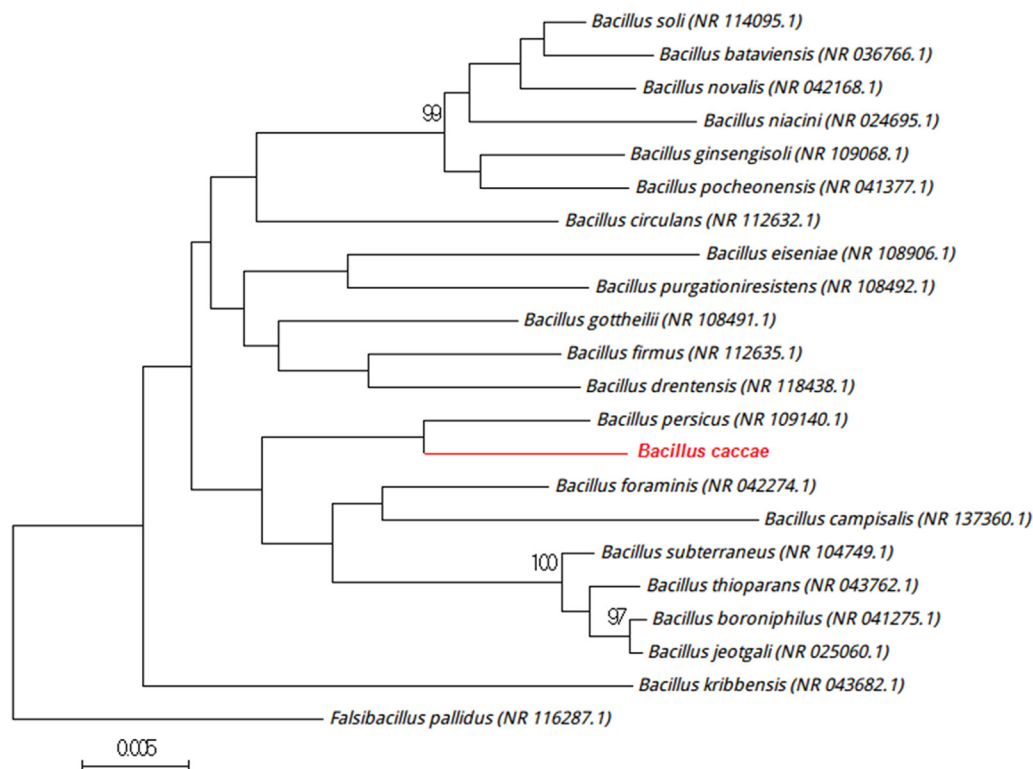 Bacillus soli (NR 114095.1)
Bacillus bataviensis (NR 036766.1)
Bacillus novalis (NR 042168.1)
99
Bacillus niacini (NR 024695.1)
Bacillus ginsengisoli (NR 109068.1)
Bacillus pocheonensis (NR 041377.1)
Bacillus circulans (NR 112632.1)
Bacillus eiseniae (NR 108906.1)
Bacillus purgationiresistens (NR 108492.1)
Bacillus gottheilii (NR 108491.1)
Bacillus firmus (NR 112635.1)
Bacillus drentensis (NR 118438.1)
Bacillus persicus (NR 109140.1)
Bacillus caccae
Bacillus foraminis (NR 042274.1)
Bacillus campisalis (NR 137360.1)
Bacillus subterraneus (NR 104749.1)
100
Bacillus thioparans (NR 043762.1)
97
Bacillus boroniphilus (NR 041275.1)
Bacillus jeotgali (NR 025060.1)
Bacillus kribbensis (NR 043682.1)
Falsibacillus pallidus (NR 116287.1)
0.005